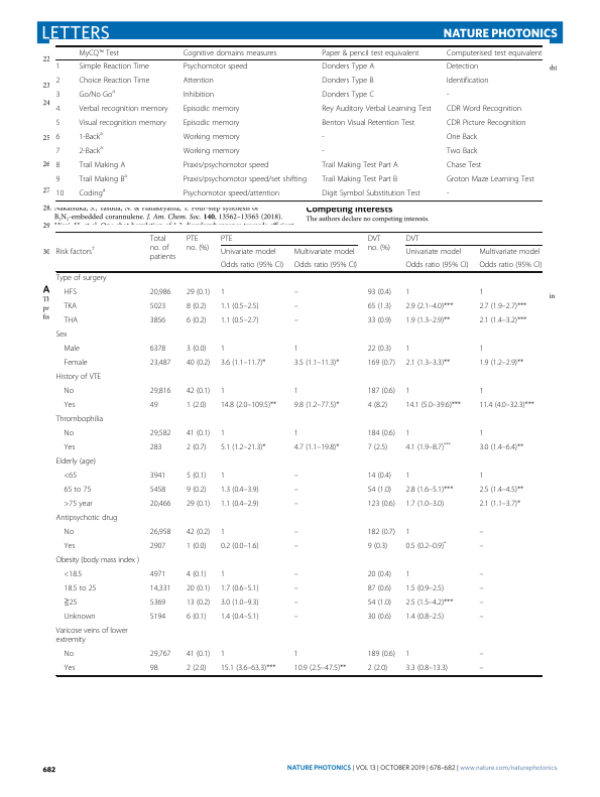 LETTERS NATURE PHOTONICS
MyCQ™ Test Cognitive domains measures Paper & pencil test equivalent Computerised test equivalent
22
1 Simple Reaction Time Psychomotor speed Donders Type A Detection
23 2 Choice Reaction Time Attention Donders Type B Identification
3 Go/No Goᵃ Inhibition Donders Type C -
24
4 Verbal recognition memory Episodic memory Rey Auditory Verbal Learning Test CDR Word Recognition
5 Visual recognition memory Episodic memory Benton Visual Retention Test CDR Picture Recognition
25 6 1-Backᵃ Working memory - One Back
7 2-Backᵃ Working memory - Two Back
26 8 Trail Making A Praxis/psychomotor speed Trail Making Test Part A Chase Test
9 Trail Making Bᵃ Praxis/psychomotor speed/set shifting Trail Making Test Part B Groton Maze Learning Test
27 10 Codingᵃ Psychomotor speed/attention Digit Symbol Substitution Test -
28. Competing interests
B₂N₂-embedded corannulene. J. Am. Chem. Soc. 140, 13562–13565 (2018). The authors declare no competing interests.
29
Total PTE PTE DVT DVT
30 Risk factors† no. of no. (%) Univariate model Multivariate model no. (%) Univariate model Multivariate model
patients Odds ratio (95% CI) Odds ratio (95% CI) Odds ratio (95% CI) Odds ratio (95% CI)
Type of surgery
HFS 20,986 29 (0.1) 1 – 93 (0.4) 1 1
TKA 5023 8 (0.2) 1.1 (0.5–2.5) – 65 (1.3) 2.9 (2.1–4.0)*** 2.7 (1.9–2.7)***
THA 3856 6 (0.2) 1.1 (0.5–2.7) – 33 (0.9) 1.9 (1.3–2.9)** 2.1 (1.4–3.2)***
Sex
Male 6378 3 (0.0) 1 1 22 (0.3) 1 1
Female 23,487 40 (0.2) 3.6 (1.1–11.7)* 3.5 (1.1–11.3)* 169 (0.7) 2.1 (1.3–3.3)** 1.9 (1.2–2.9)**
History of VTE
No 29,816 42 (0.1) 1 1 187 (0.6) 1 1
Yes 49 1 (2.0) 14.8 (2.0–109.5)** 9.8 (1.2–77.5)* 4 (8.2) 14.1 (5.0–39.6)*** 11.4 (4.0–32.3)***
Thrombophilia
No 29,582 41 (0.1) 1 1 184 (0.6) 1 1
Yes 283 2 (0.7) 5.1 (1.2–21.3)* 4.7 (1.1–19.8)* 7 (2.5) 4.1 (1.9–8.7)*** 3.0 (1.4–6.4)**
Elderly (age)
<65 3941 5 (0.1) 1 – 14 (0.4) 1 1
65 to 75 5458 9 (0.2) 1.3 (0.4–3.9) – 54 (1.0) 2.8 (1.6–5.1)*** 2.5 (1.4–4.5)**
>75 year 20,466 29 (0.1) 1.1 (0.4–2.9) – 123 (0.6) 1.7 (1.0–3.0) 2.1 (1.1–3.7)*
Antipsychotic drug
No 26,958 42 (0.2) 1 – 182 (0.7) 1 –
Yes 2907 1 (0.0) 0.2 (0.0–1.6) – 9 (0.3) 0.5 (0.2–0.9)* –
Obesity (body mass index )
<18.5 4971 4 (0.1) 1 – 20 (0.4) 1 –
18.5 to 25 14,331 20 (0.1) 1.7 (0.6–5.1) – 87 (0.6) 1.5 (0.9–2.5) –
≧25 5369 13 (0.2) 3.0 (1.0–9.3) – 54 (1.0) 2.5 (1.5–4.2)*** –
Unknown 5194 6 (0.1) 1.4 (0.4–5.1) – 30 (0.6) 1.4 (0.8–2.5) –
Varicose veins of lower
extremity
No 29,767 41 (0.1) 1 1 189 (0.6) 1 –
Yes 98 2 (2.0) 15.1 (3.6–63.3)*** 10.9 (2.5–47.5)** 2 (2.0) 3.3 (0.8–13.3) –
682 NATURE PHOTONICS | VOL 13 | OCTOBER 2019 | 678–682 | www.nature.com/naturephotonics